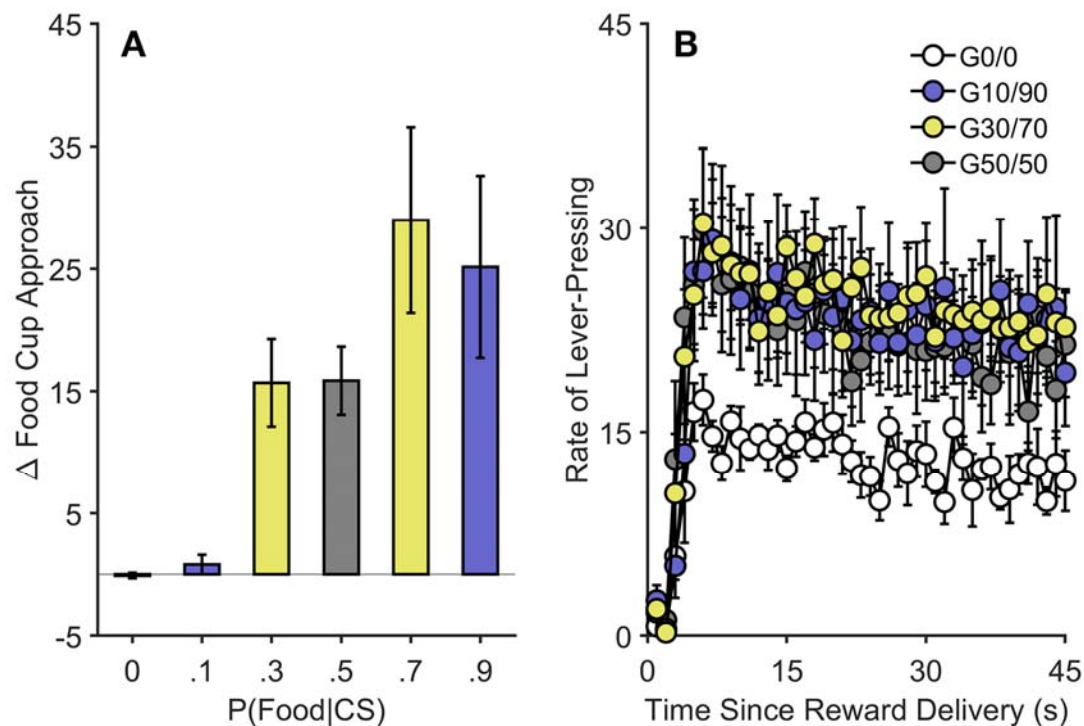 A
45
35
25
15
5
-5
Δ Food Cup Approach
0 .1 .3 .5 .7 .9
P(Food|CS)
B
45
30
15
0
Rate of Lever-Pressing
G0/0
G10/90
G30/70
G50/50
0 15 30 45
Time Since Reward Delivery (s)